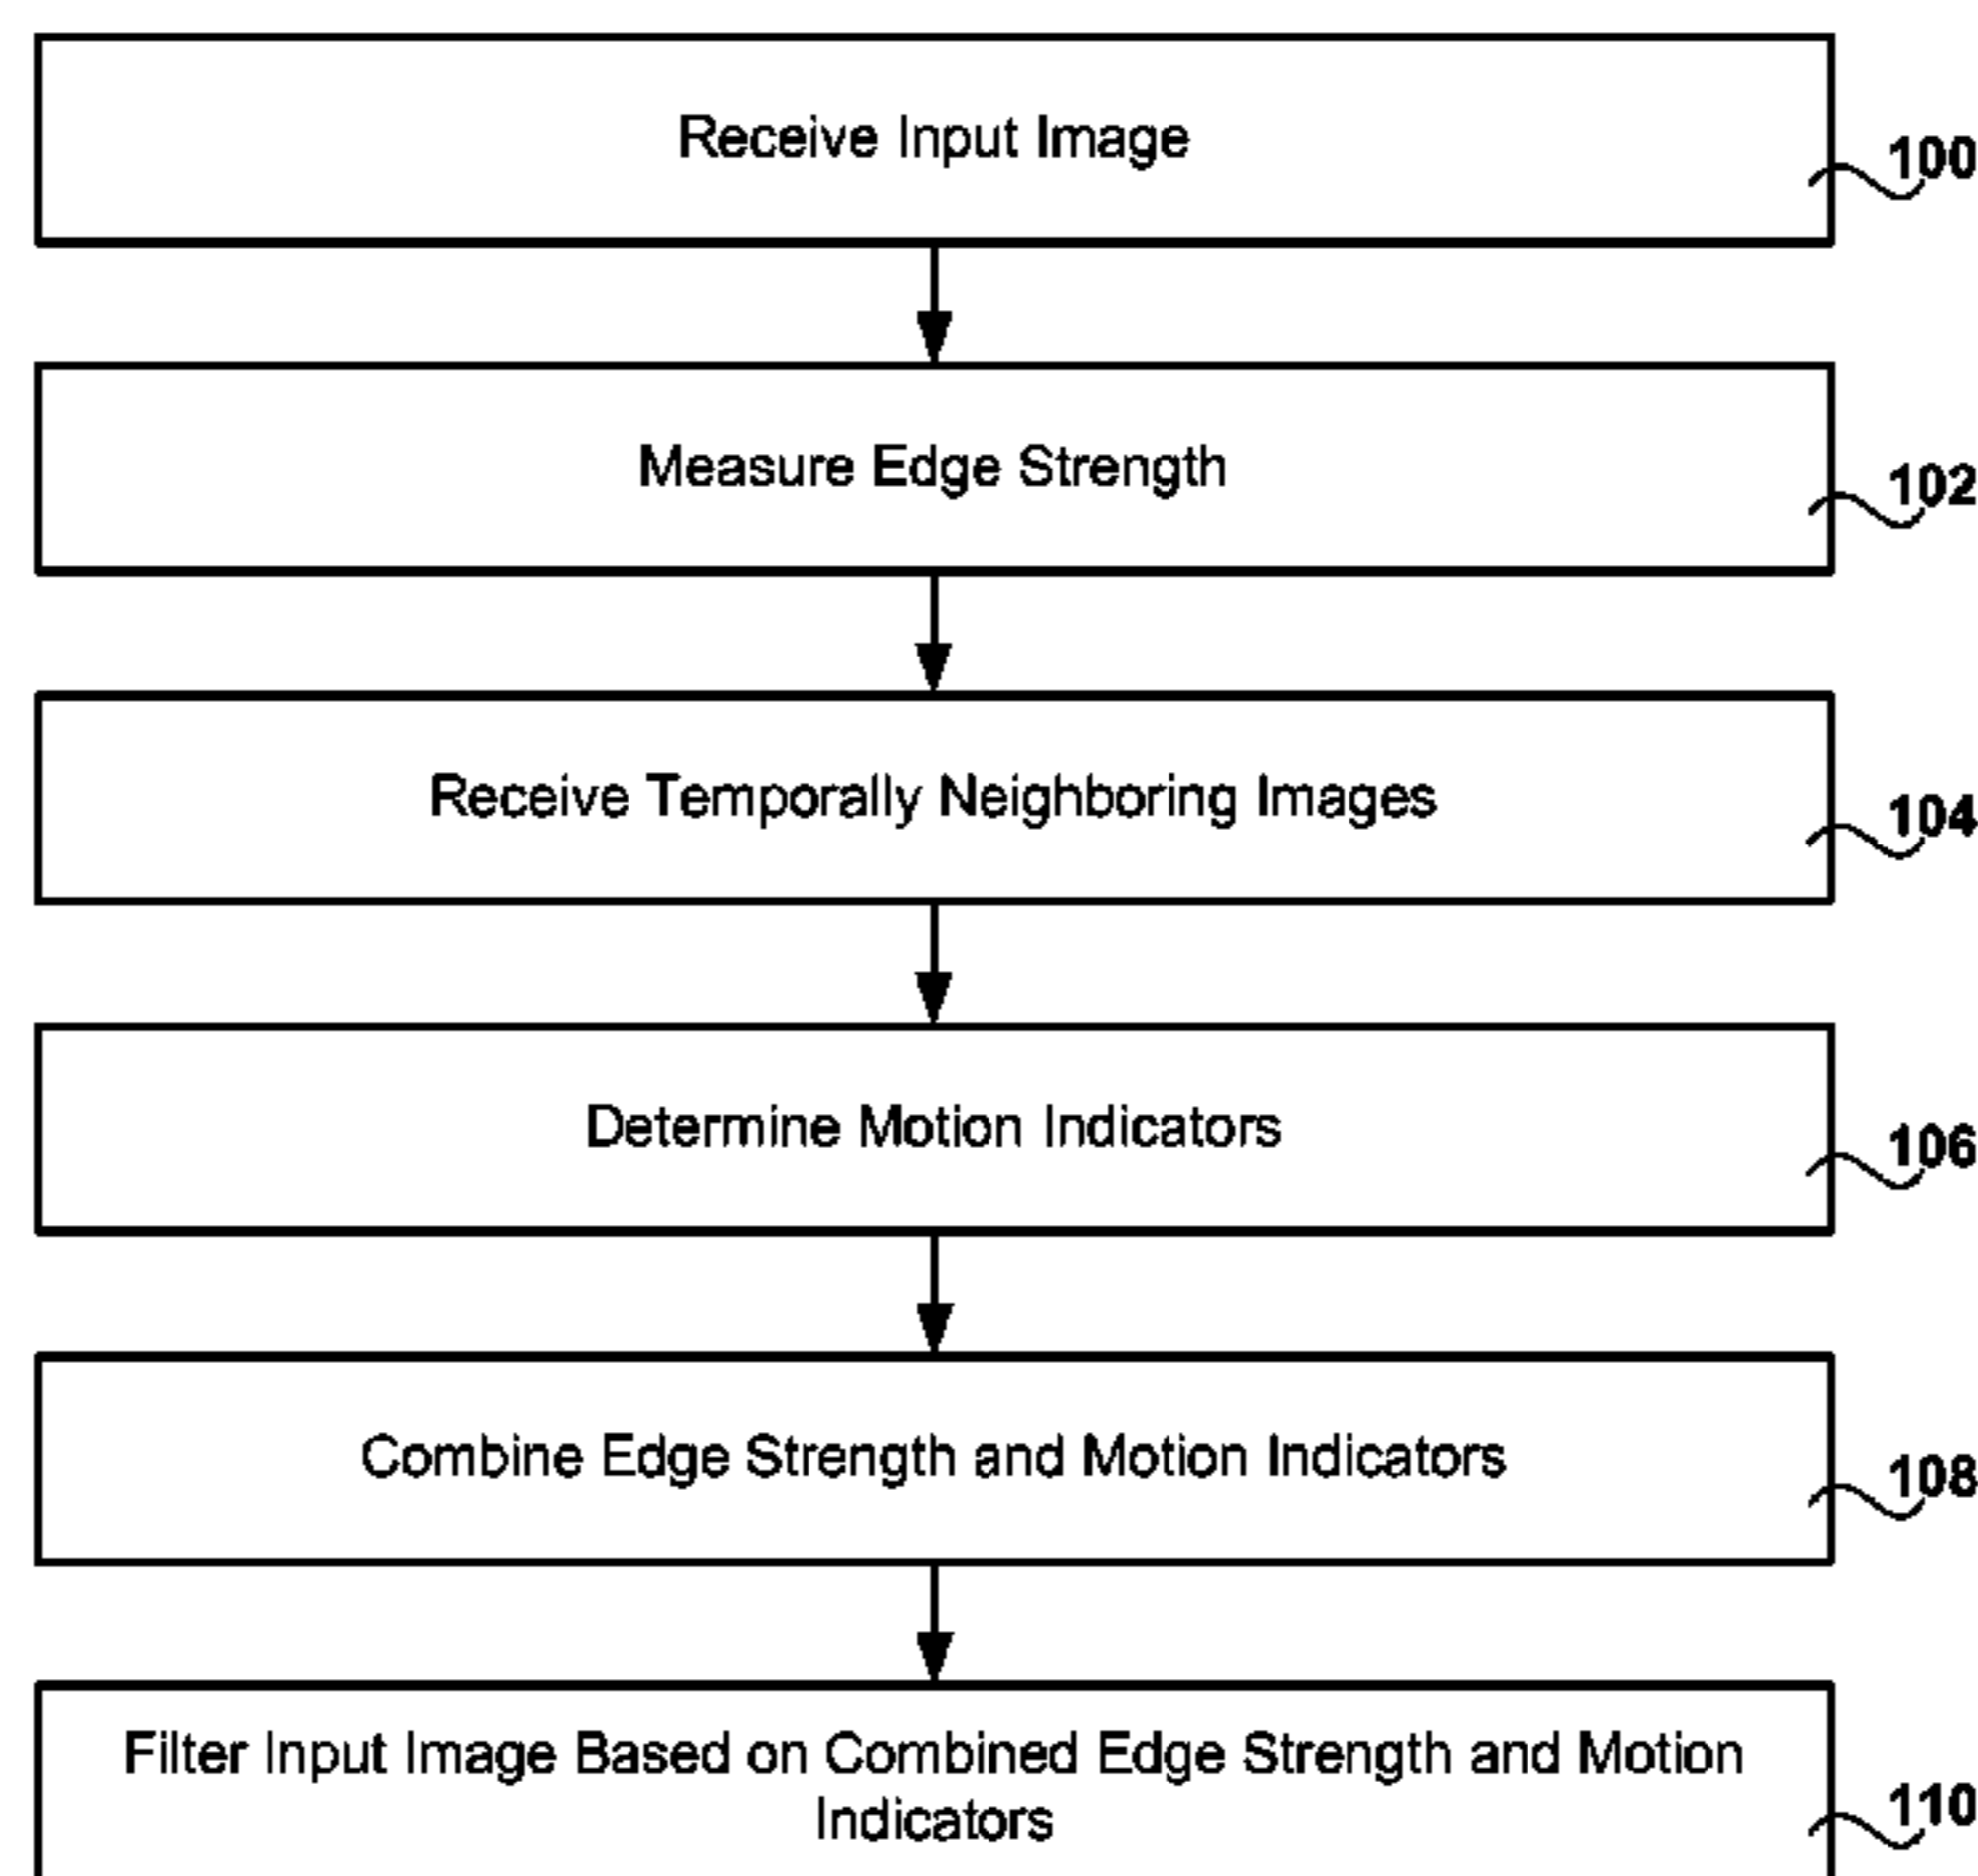 Receive Input Image
100
Measure Edge Strength
102
Receive Temporally Neighboring Images
104
Determine Motion Indicators
106
Combine Edge Strength and Motion Indicators
108
Filter Input Image Based on Combined Edge Strength and Motion
Indicators
110